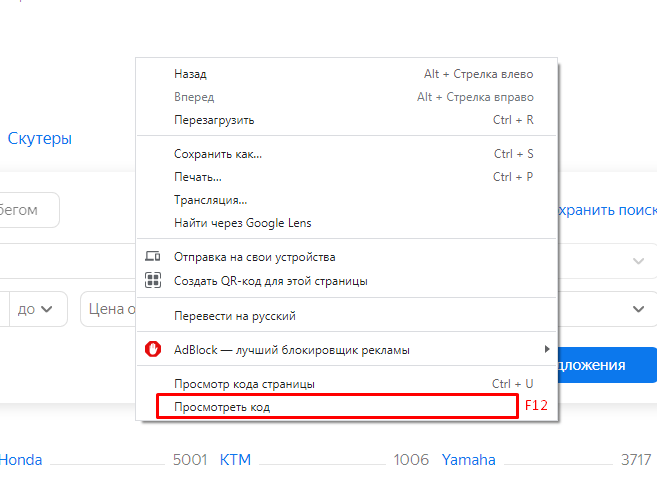 Назад Alt + Стрелка влево
Вперед Alt + Стрелка вправо
Перезагрузить Ctrl + R
Скутеры
Сохранить как... Ctrl + S
Печать... Ctrl + P
Трансляция...
бегом хранить поиск
Найти через Google Lens
Отправка на свои устройства
Создать QR-код для этой страницы
до Цена о
Перевести на русский
AdBlock — лучший блокировщик рекламы
дложения
Просмотр кода страницы Ctrl + U
Просмотреть код F12
Honda 5001 KTM 1006 Yamaha 3717